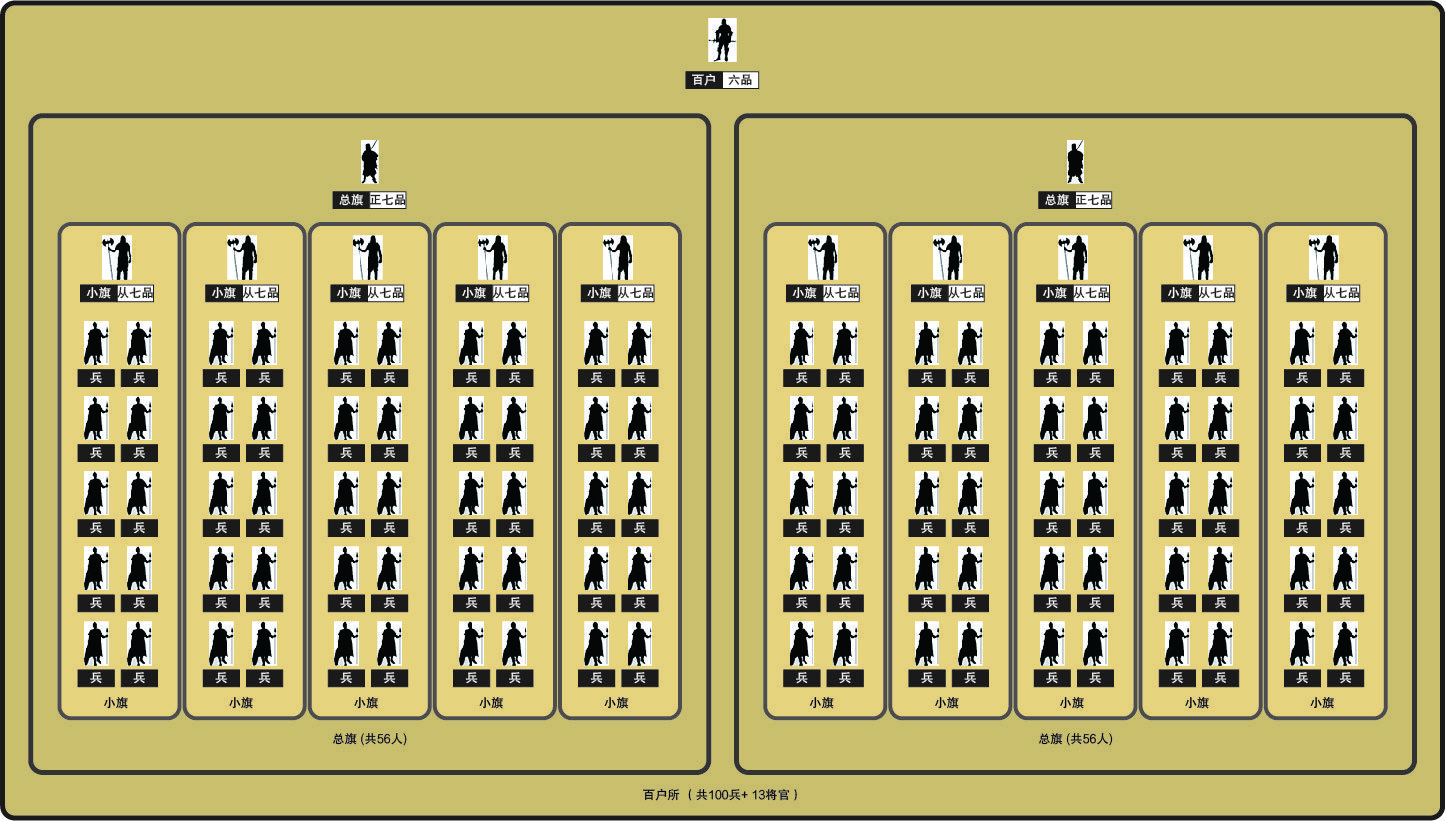 百户 六品
总旗 正七品 总旗 正七品
小旗 从七品 小旗 从七品 小旗 从七品 小旗 从七品 小旗 从七品 小旗 从七品 小旗 从七品 小旗 从七品 小旗 从七品 小旗 从七品
兵 兵 兵 兵 兵 兵 兵 兵 兵 兵 兵 兵 兵 兵 兵 兵 兵 兵 兵 兵
兵 兵 兵 兵 兵 兵 兵 兵 兵 兵 兵 兵 兵 兵 兵 兵 兵 兵 兵 兵
兵 兵 兵 兵 兵 兵 兵 兵 兵 兵 兵 兵 兵 兵 兵 兵 兵 兵 兵 兵
兵 兵 兵 兵 兵 兵 兵 兵 兵 兵 兵 兵 兵 兵 兵 兵 兵 兵 兵 兵
兵 兵 兵 兵 兵 兵 兵 兵 兵 兵 兵 兵 兵 兵 兵 兵 兵 兵 兵 兵
小旗 小旗 小旗 小旗 小旗 小旗 小旗 小旗 小旗 小旗
总旗 (共56人) 总旗 (共56人)
百户所 （共100兵+ 13将官）